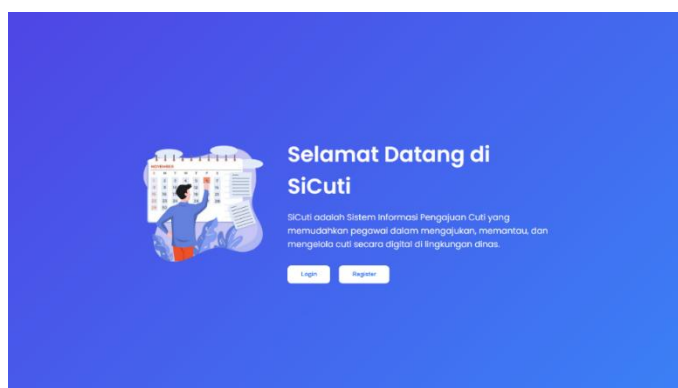 Selamat Datang di
SiCuti
SiCuti adalah Sistem Informasi Pengajuan Cuti yang
memudahkan pegawai dalam mengajukan, memantau, dan
mengelola cuti secara digital di lingkungan dinas.
Login
Register